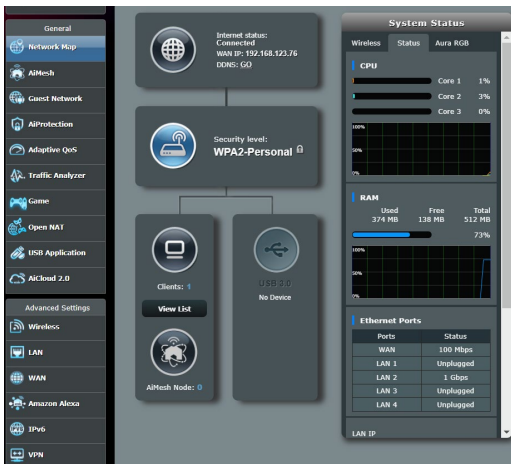 General
Network Map
AiMesh
Guest Network
AiProtection
Adaptive QoS
Traffic Analyzer
Game
Open NAT
USB Application
AiCloud 2.0
Advanced Settings
Wireless
LAN
WAN
Amazon Alexa
IPv6
VPN
Internet status:
Connected
WAN IP: 192.168.123.76
DDNS: GO
Security level:
WPA2-Personal
Clients: 1
View List
AiMesh Node: 0
USB 3.0
No Device
System Status
Wireless Status Aura RGB
CPU
Core 1 1%
Core 2 3%
Core 3 0%
100%
50%
0%
RAM
Used Free Total
374 MB 138 MB 512 MB
73%
100%
50%
0%
Ethernet Ports
Ports Status
WAN 100 Mbps
LAN 1 Unplugged
LAN 2 1 Gbps
LAN 3 Unplugged
LAN 4 Unplugged
LAN IP